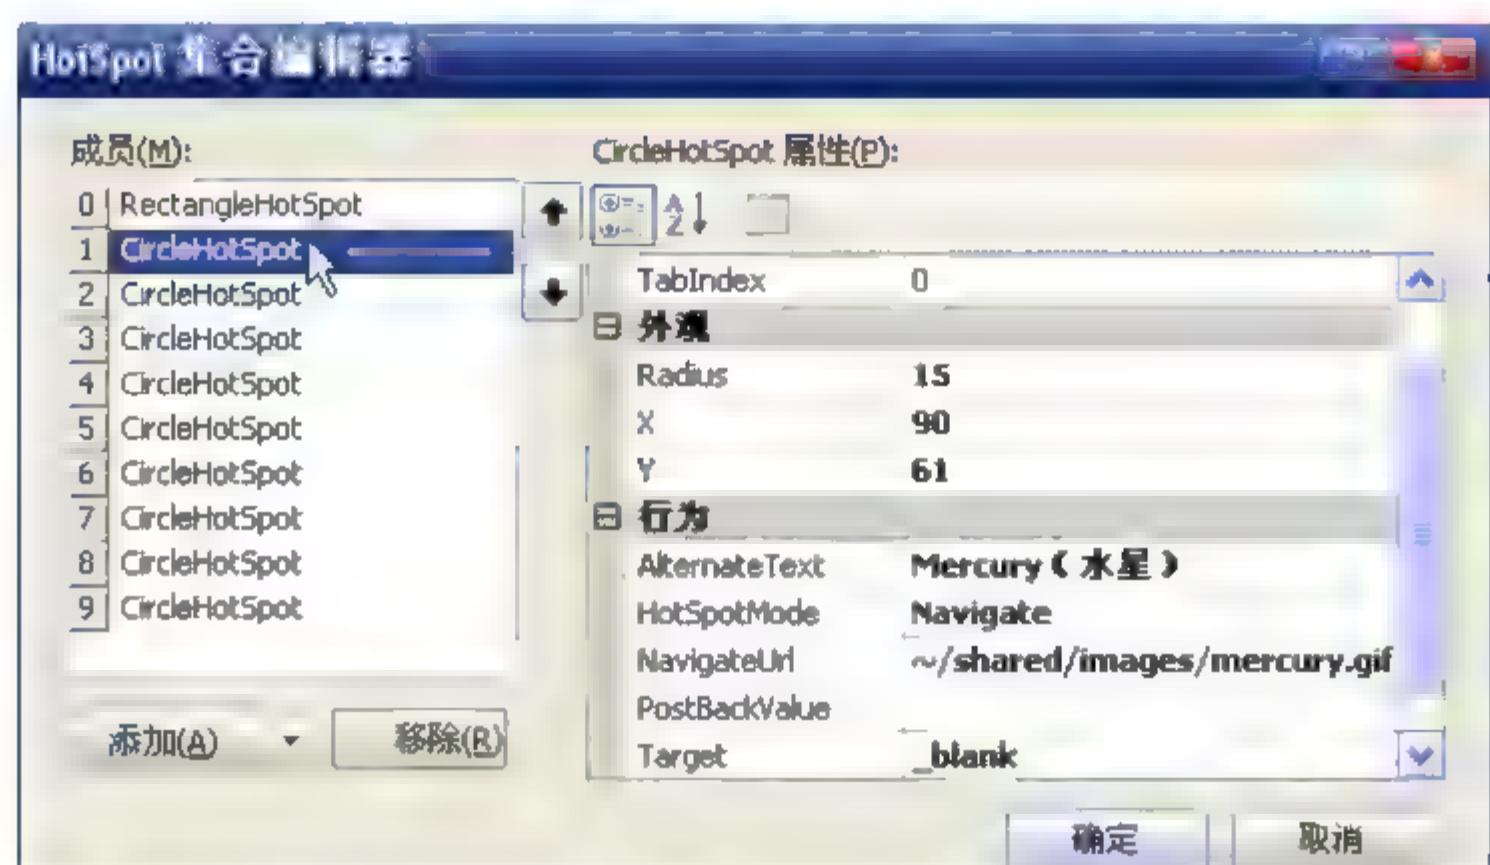 HotSpot 集合编辑器
成员(M):
0 RectangleHotSpot
1 CircleHotSpot
2 CircleHotSpot
3 CircleHotSpot
4 CircleHotSpot
5 CircleHotSpot
6 CircleHotSpot
7 CircleHotSpot
8 CircleHotSpot
9 CircleHotSpot
添加(A)
移除(R)
CircleHotSpot 属性(P):
TabIndex 0
外观
Radius 15
X 90
Y 61
行为
AlternateText Mercury(水星)
HotSpotMode Navigate
NavigateUrl ~/shared/images/mercury.gif
PostBackValue
Target _blank
确定
取消